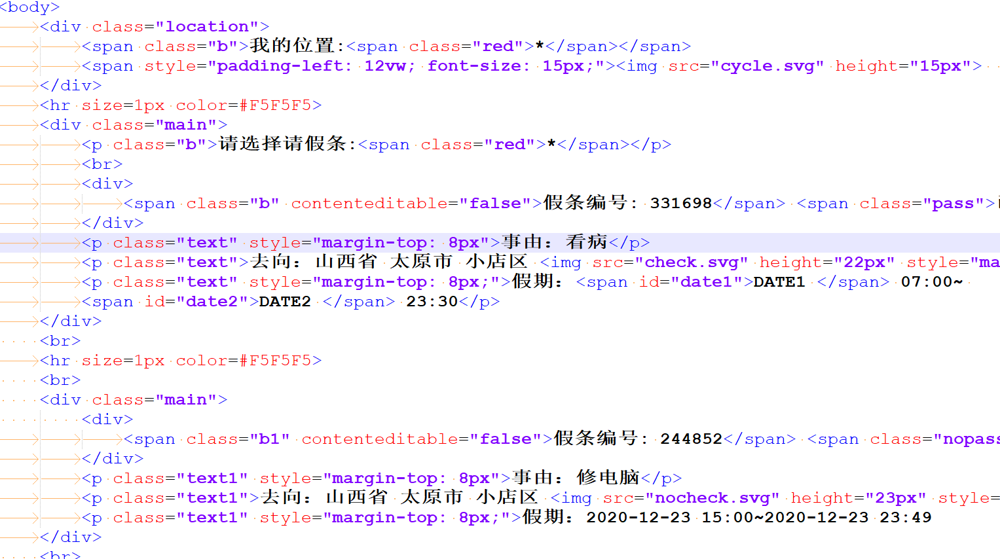 <body>
<div class="location">
<span class="b">我的位置:<span class="red">*</span></span>
<span style="padding-left: 12vw; font-size: 15px;"><img src="cycle.svg" height="15px">
</div>
<hr size=1px color=#F5F5F5>
<div class="main">
<p class="b">请选择请假条:<span class="red">*</span></p>
<br>
<div>
<span class="b" contenteditable="false">假条编号: 331698</span> <span class="pass">
</div>
<p class="text" style="margin-top: 8px">事由: 看病</p>
<p class="text">去向: 山西省 太原市 小店区 <img src="check.svg" height="22px" style="ma
<p class="text" style="margin-top: 8px;">假期: <span id="date1">DATE1 </span> 07:00~
<span id="date2">DATE2 </span> 23:30</p>
</div>
<br>
<hr size=1px color=#F5F5F5>
<br>
<div class="main">
<div>
<span class="b1" contenteditable="false">假条编号: 244852</span> <span class="nopass
</div>
<p class="text1" style="margin-top: 8px">事由: 修电脑</p>
<p class="text1">去向: 山西省 太原市 小店区 <img src="nocheck.svg" height="23px" style=
<p class="text1" style="margin-top: 8px;">假期: 2020-12-23 15:00~2020-12-23 23:49
</div>
<br>